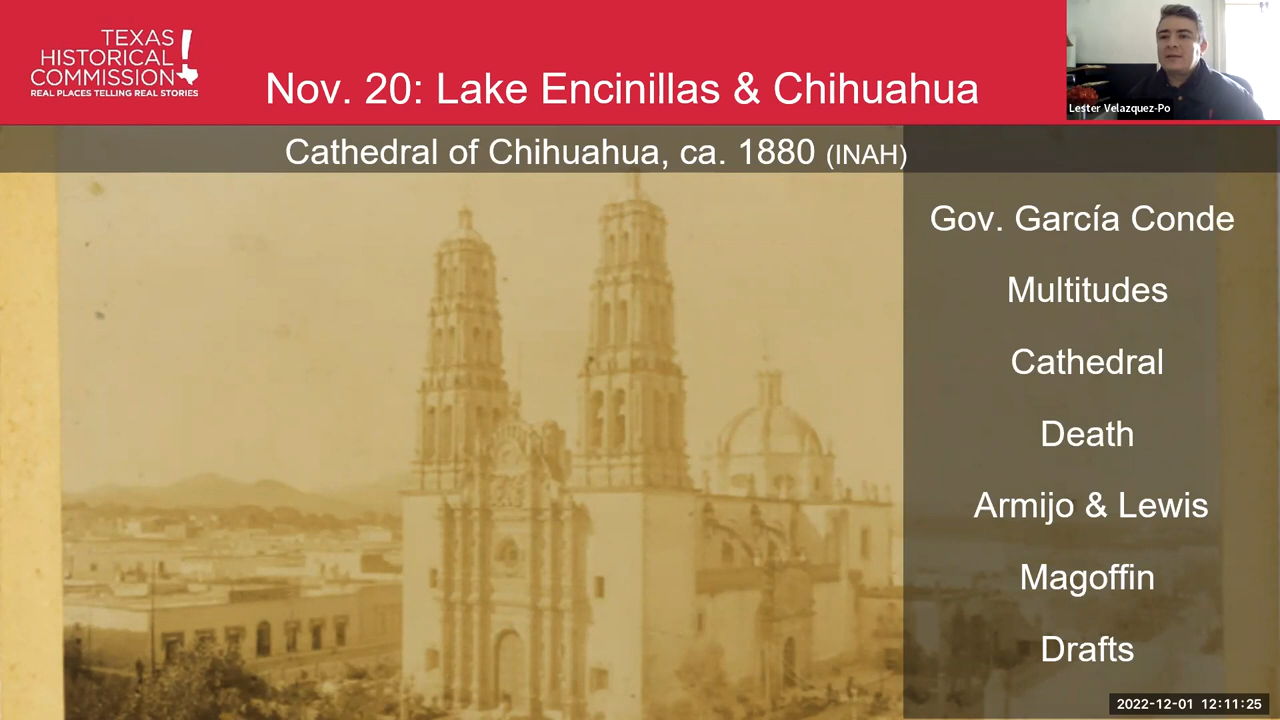 TEXAS
HISTORICAL
COMMISSION
REAL PLACES TELLING REAL STORIES
Nov. 20: Lake Encinillas & Chihuahua
Lester Velazquez-Po
Cathedral of Chihuahua, ca. 1880 (INAH)
Gov. García Conde
Multitudes
Cathedral
Death
Armijo & Lewis
Magoffin
Drafts
2022-12-01 12:11:25